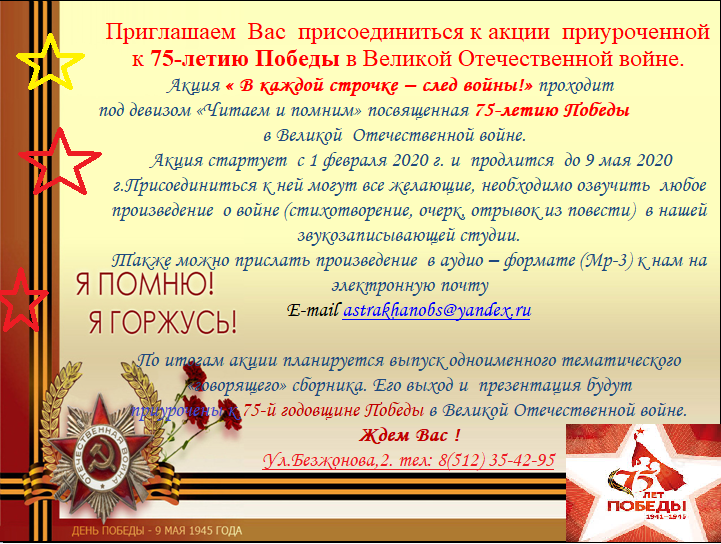 Приглашаем Вас присоединиться к акции приуроченной
к 75-летию Победы в Великой Отечественной войне.
Акция « В каждой строчке – след войны!» проходит
под девизом «Читаем и помним» посвященная 75-летию Победы
в Великой Отечественной войне.
Акция стартует с 1 февраля 2020 г. и продлится до 9 мая 2020
г.Присоединиться к ней могут все желающие, необходимо озвучить любое
произведение о войне (стихотворение, очерк, отрывок из повести) в нашей
звукозаписывающей студии.
Также можно прислать произведение в аудио – формате (Мр-3) к нам на
электронную почту
E-mail astrakhanobs@yandex.ru
Я ПОМНЮ!
Я ГОРЖУСЬ!
По итогам акции планируется выпуск одноименного тематического
«говорящего» сборника. Его выход и презентация будут
приурочены к 75-й годовщине Победы в Великой Отечественной войне.
Ждем Вас !
Ул.Безжонова,2. тел: 8(512) 35-42-95
ОТЕЧЕСТВЕННАЯ ВОЙНА
ДЕНЬ ПОБЕДЫ - 9 МАЯ 1945 ГОДА
75
ЛЕТ
ПОБЕДЫ
1941–1945